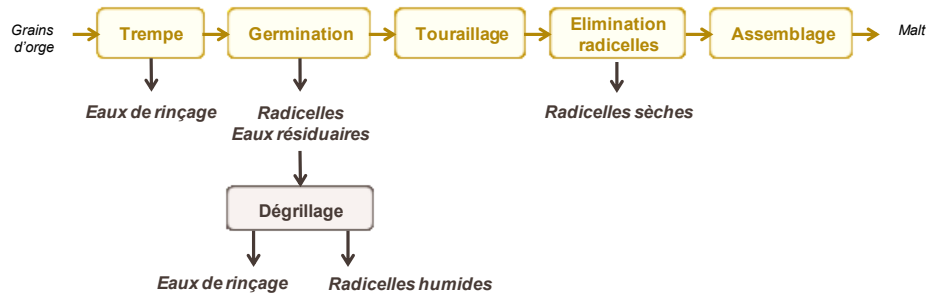 Grains
d'orge
Trempe
Germination
Touraillage
Elimination
radicelles
Assemblage
Malt
Eaux de rinçage
Radicelles
Eaux résiduaires
Radicelles sèches
Dégrillage
Eaux de rinçage
Radicelles humides